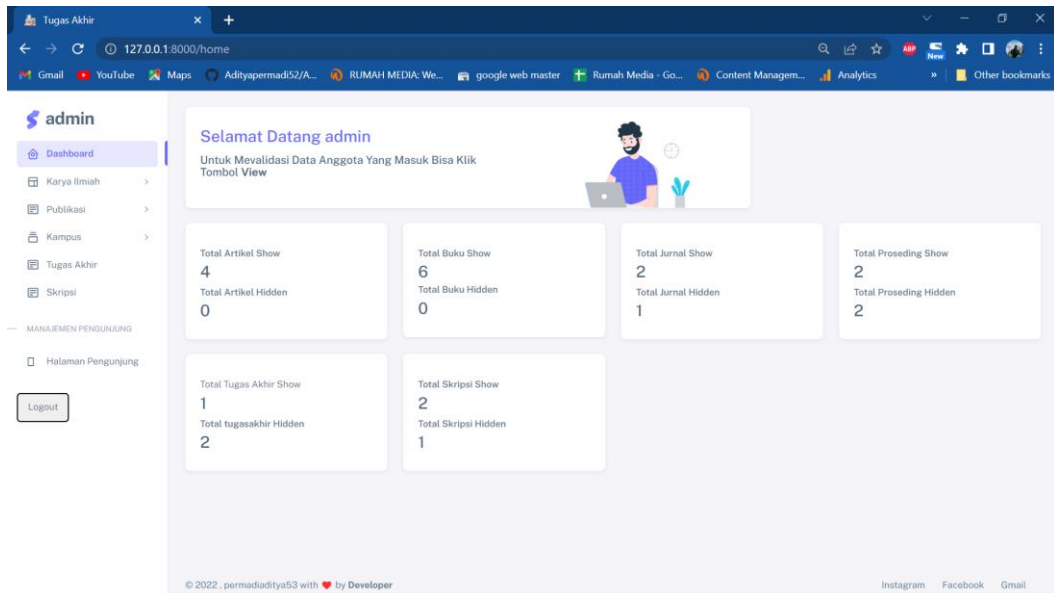 Tugas Akhir
127.0.0.1:8000/home
ABP
New
Gmail YouTube Maps Adityapermadi52/A... RUMAH MEDIA: We... google web master Rumah Media - Go... Content Managem... Analytics » Other bookmarks
admin
Dashboard
Karya Ilmiah
Publikasi
Kampus
Tugas Akhir
Skripsi
MANAJEMEN PENGUNJUNG
Halaman Pengunjung
Logout
Selamat Datang admin
Untuk Mevalidasi Data Anggota Yang Masuk Bisa Klik
Tombol View
Total Artikel Show
4
Total Artikel Hidden
0
Total Buku Show
6
Total Buku Hidden
0
Total Jurnal Show
2
Total Jurnal Hidden
1
Total Proseding Show
2
Total Proseding Hidden
2
Total Tugas Akhir Show
1
Total tugasakhir Hidden
2
Total Skripsi Show
2
Total Skripsi Hidden
1
© 2022 , permadiaditya53 with ❤ by Developer
Instagram Facebook Gmail